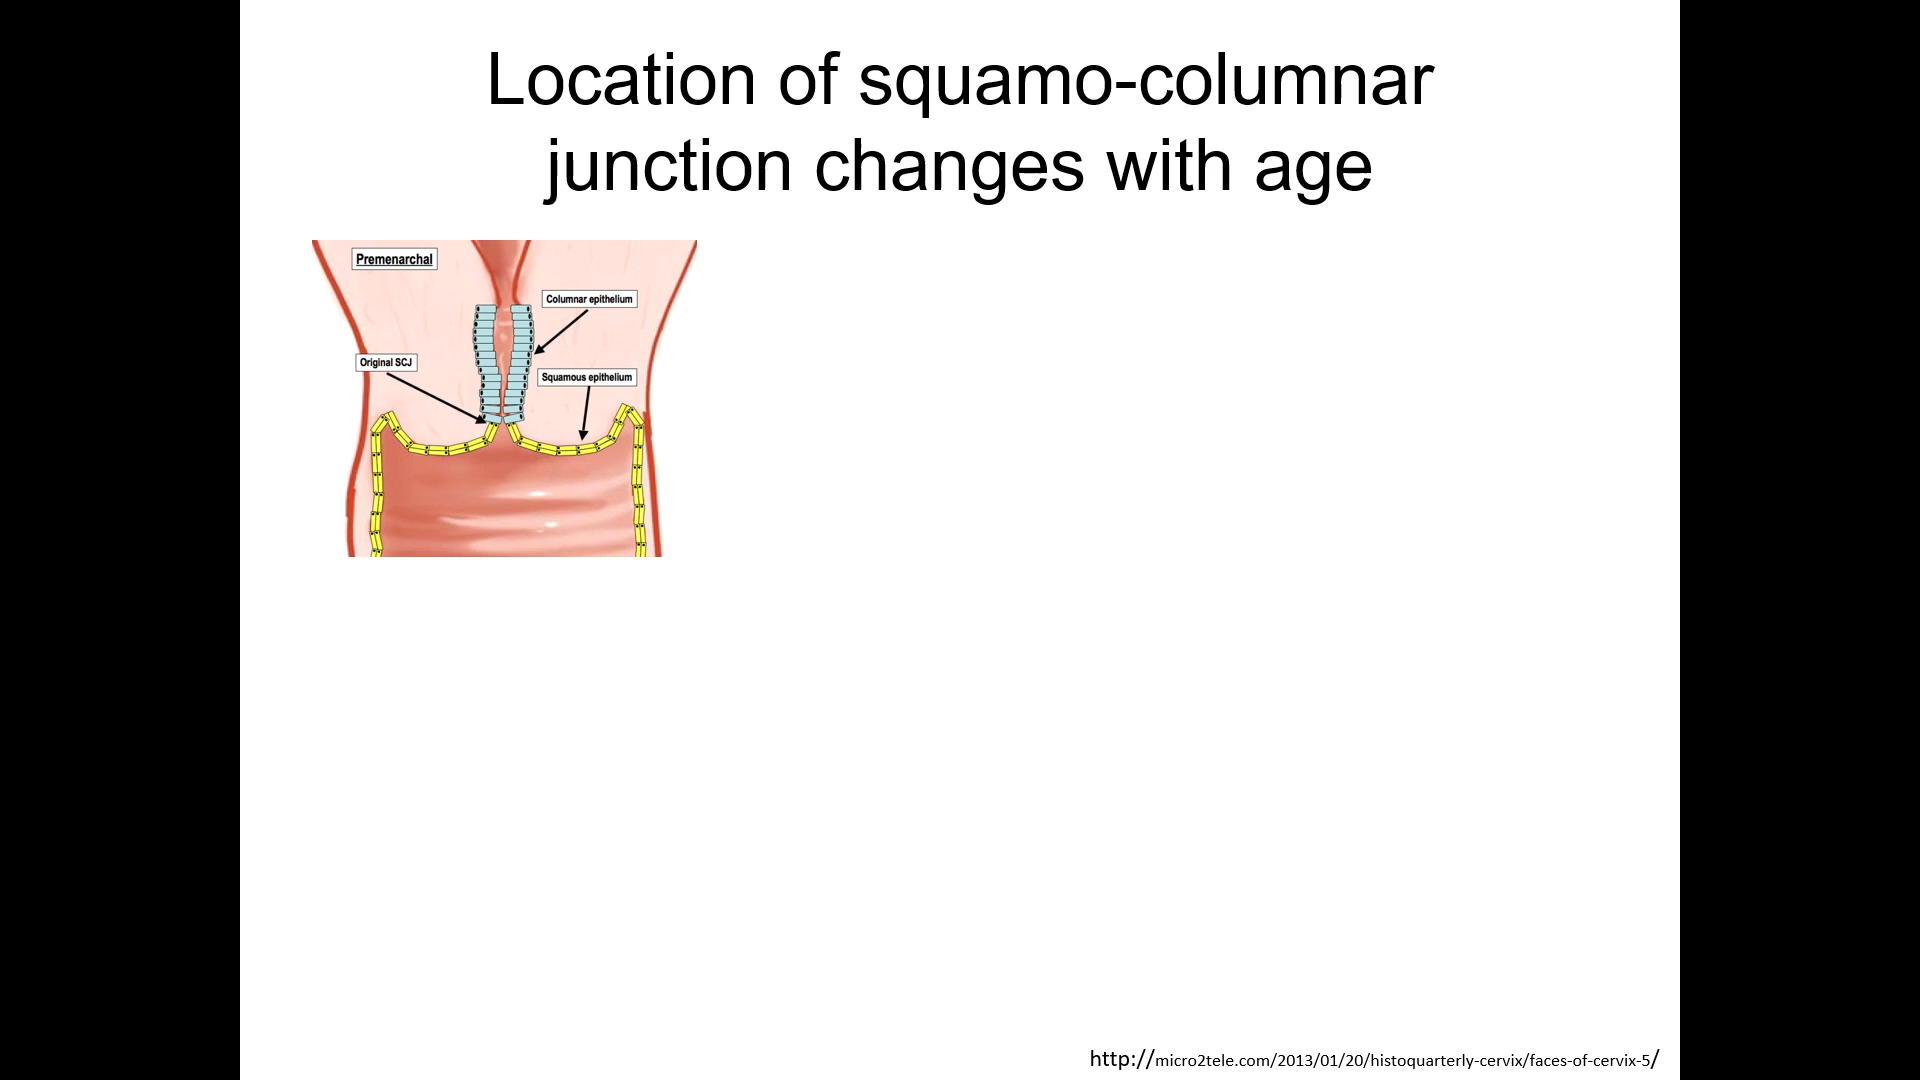 Location of squamo-columnar
junction changes with age
Premenarchal
Columnar epithelium
Original SCJ
Squamous epithelium
http://micro2tele.com/2013/01/20/histoquarterly-cervix/faces-of-cervix-5/